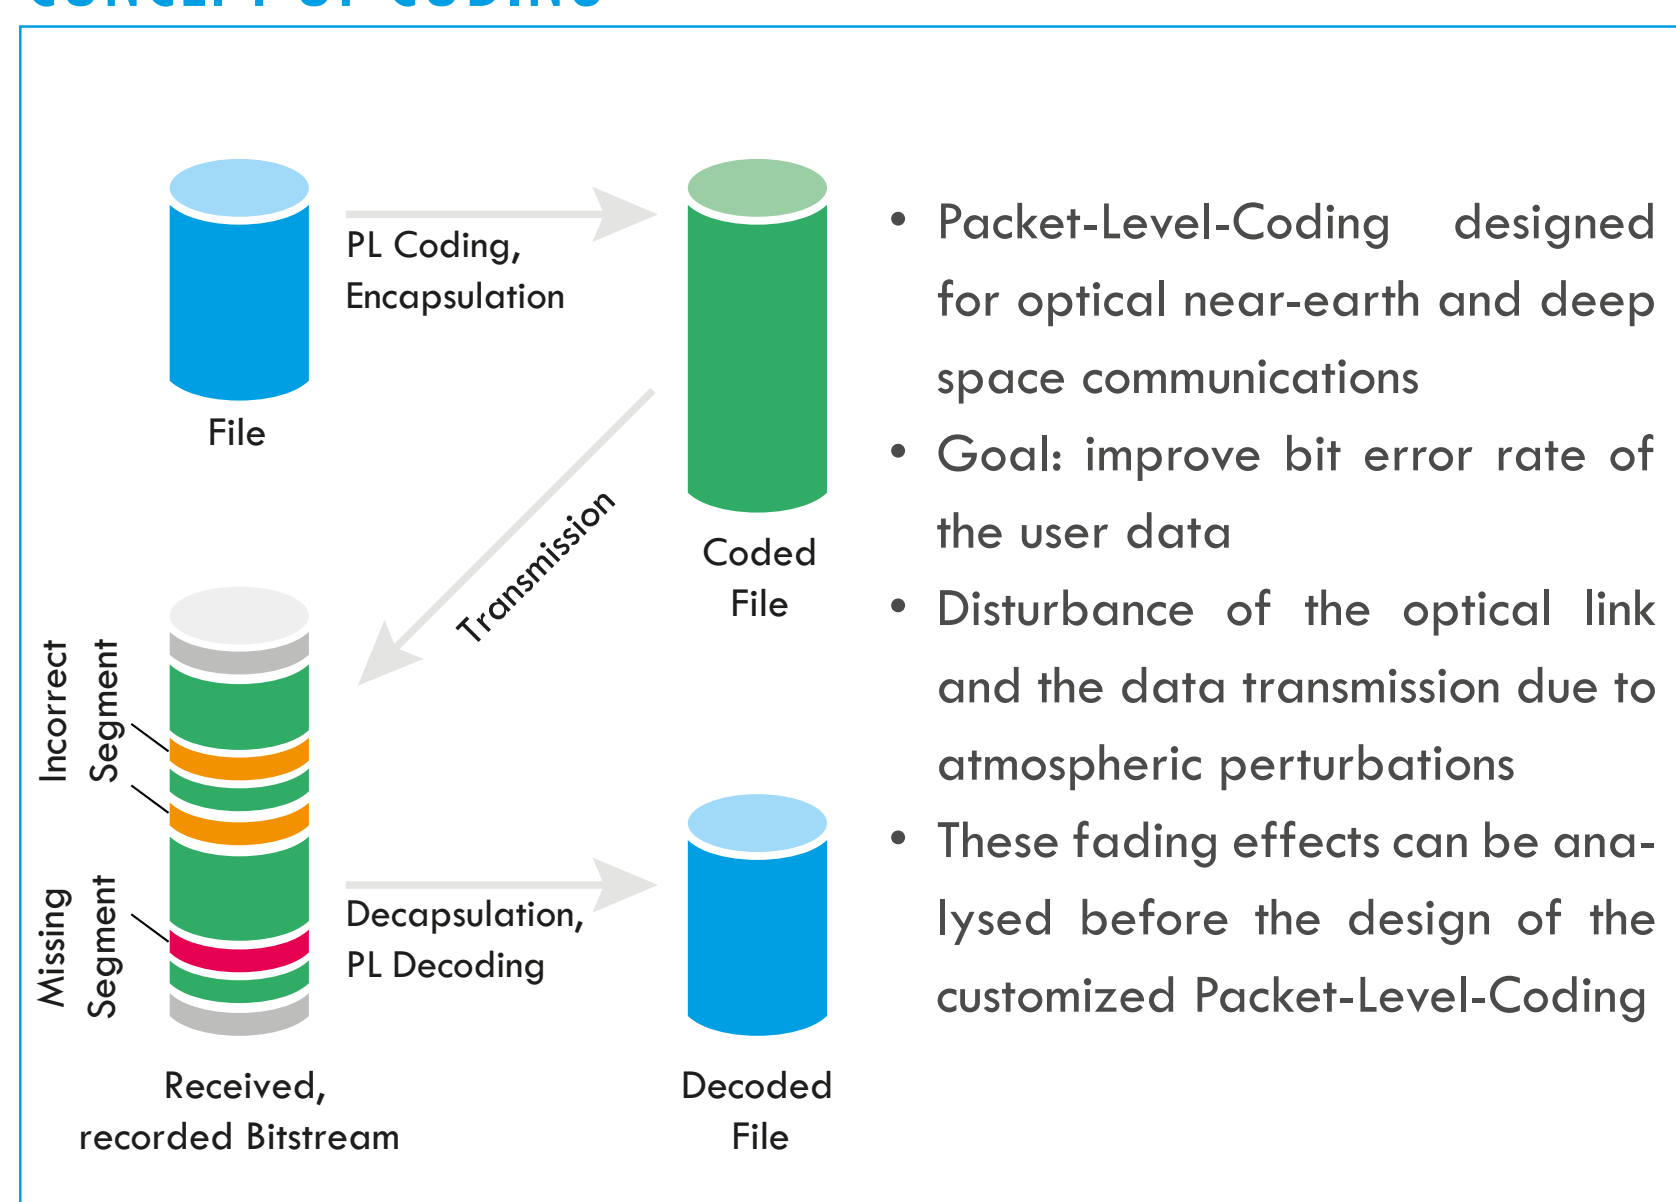 CONCEPT OF CODING
PL Coding,
Encapsulation
File
Coded
File
Transmission
Incorrect
Segment
Missing
Segment
Decapsulation,
PL Decoding
Received,
recorded Bitstream
Decoded
File
• Packet-Level-Coding designed
for optical near-earth and deep
space communications
• Goal: improve bit error rate of
the user data
• Disturbance of the optical link
and the data transmission due to
atmospheric perturbations
• These fading effects can be ana-
lysed before the design of the
customized Packet-Level-Coding